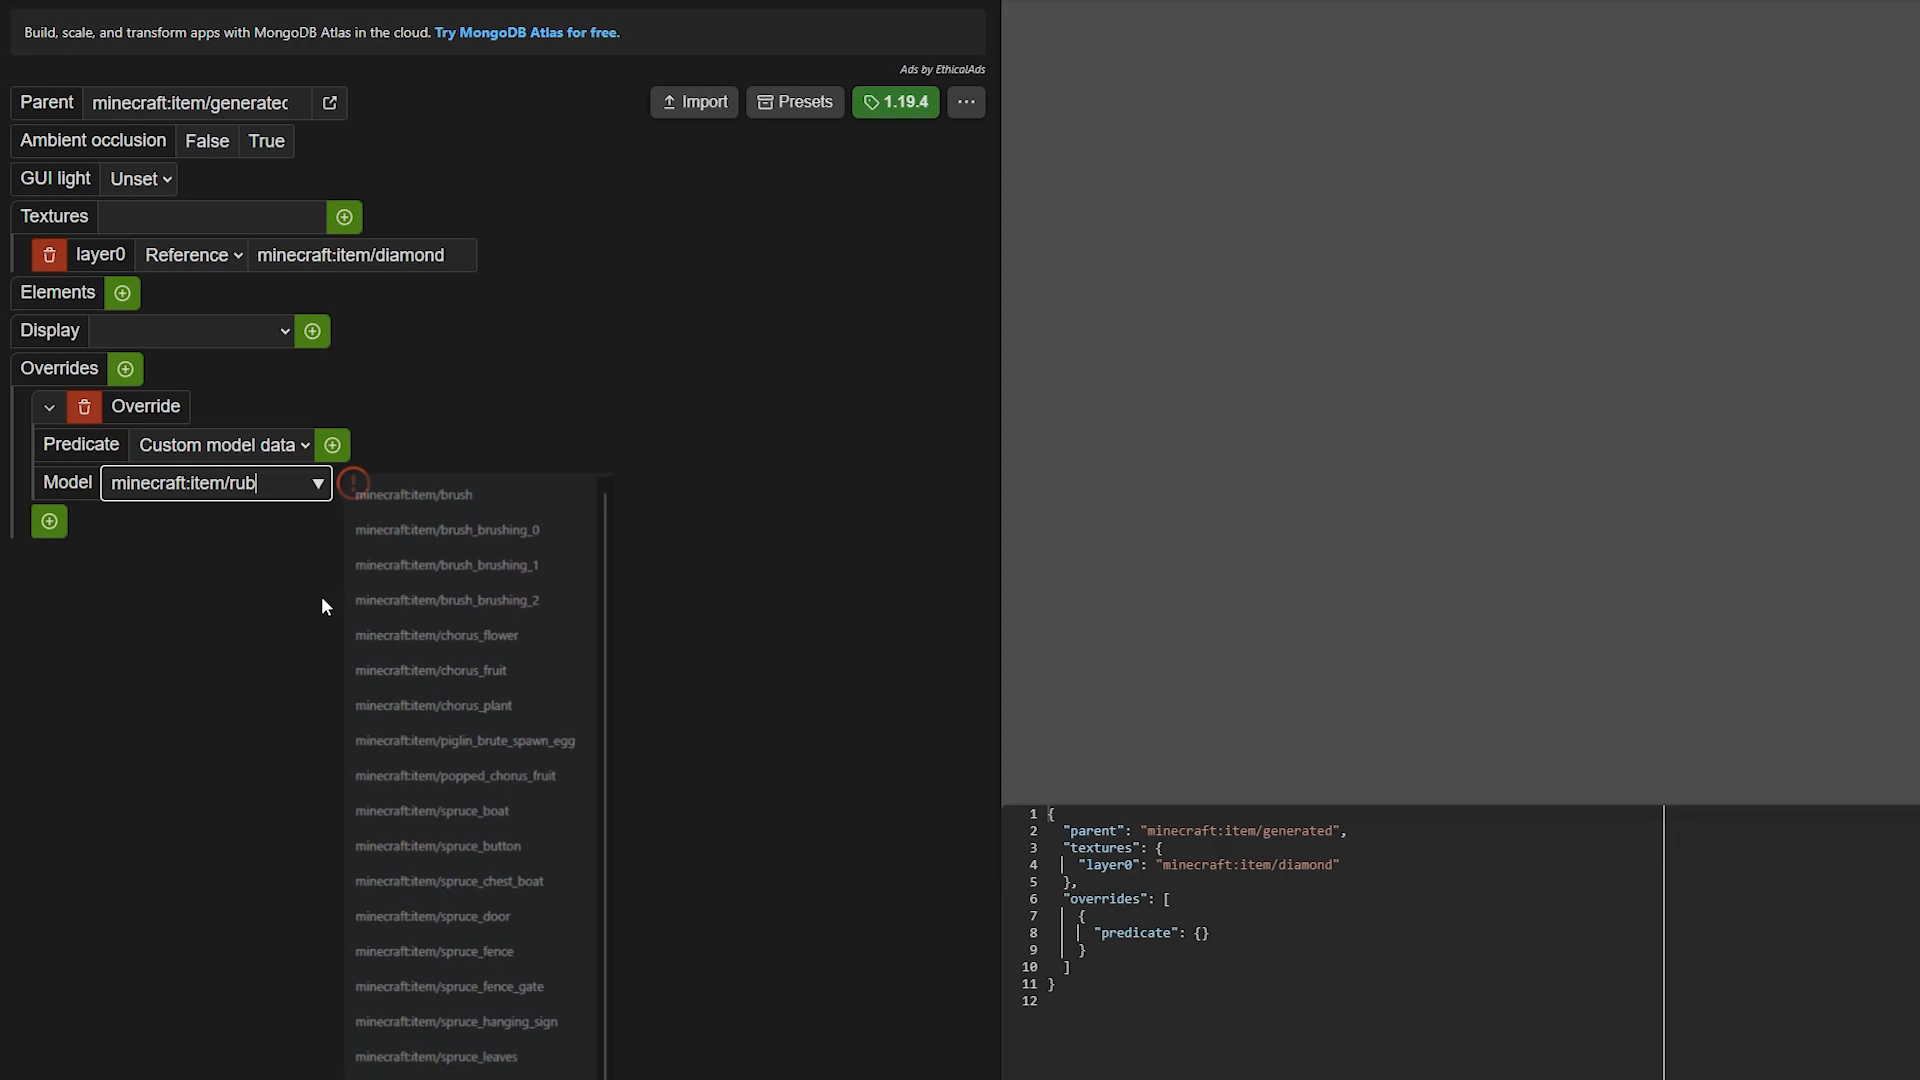 Build, scale, and transform apps with MongoDB Atlas in the cloud. Try MongoDB Atlas for free.
Ads by EthicalAds
Parent minecraft:item/generated
Import Presets 1.19.4 ...
Ambient occlusion False True
GUI light Unset
Textures
layer0 Reference minecraft:item/diamond
Elements
Display
Overrides
Override
Predicate Custom model data
Model minecraft:item/rub
minecraft:item/brush
minecraft:item/brush_brushing_0
minecraft:item/brush_brushing_1
minecraft:item/brush_brushing_2
minecraft:item/chorus_flower
minecraft:item/chorus_fruit
minecraft:item/chorus_plant
minecraft:item/piglin_brute_spawn_egg
minecraft:item/popped_chorus_fruit
minecraft:item/spruce_boat
minecraft:item/spruce_button
minecraft:item/spruce_chest_boat
minecraft:item/spruce_door
minecraft:item/spruce_fence
minecraft:item/spruce_fence_gate
minecraft:item/spruce_hanging_sign
minecraft:item/spruce_leaves
1 {
2 "parent": "minecraft:item/generated",
3 "textures": {
4 "layer0": "minecraft:item/diamond"
5 },
6 "overrides": [
7 {
8 "predicate": {}
9 }
10 ]
11 }
12